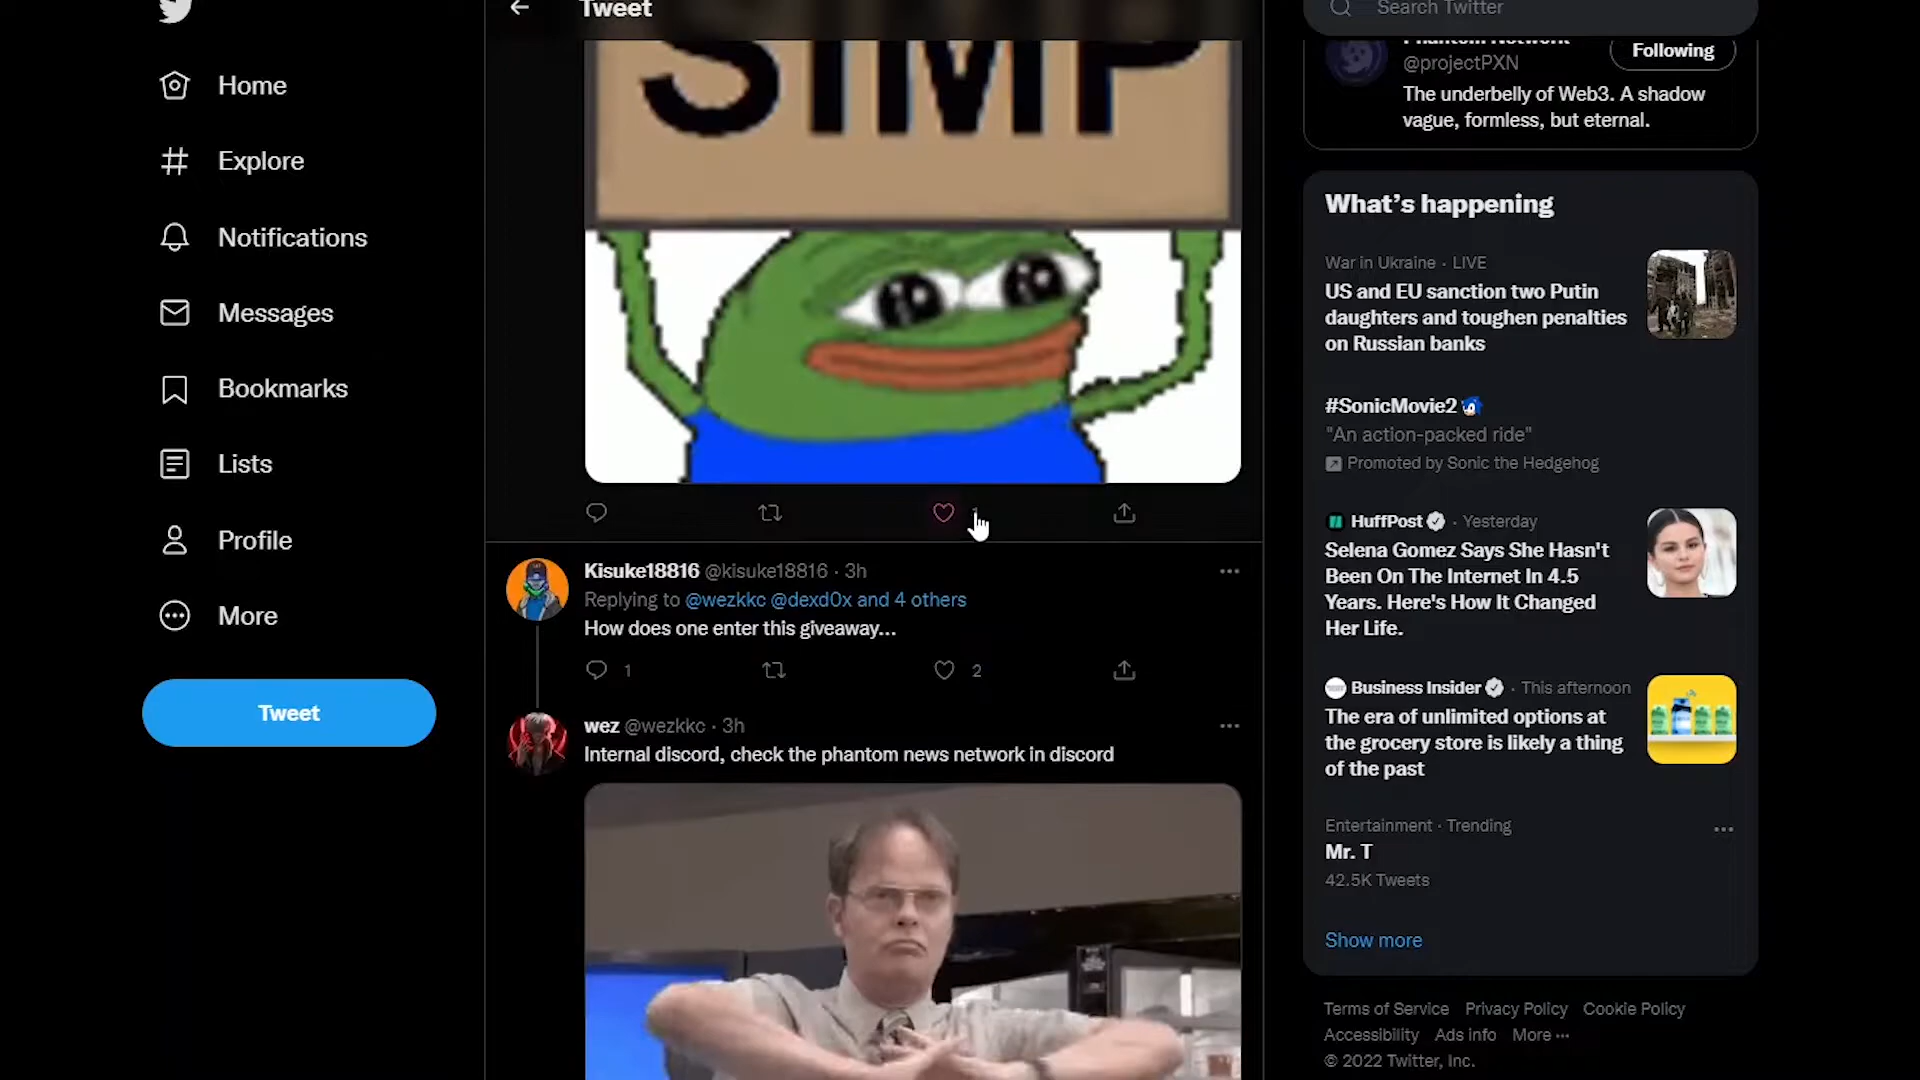 Home
Explore
Notifications
Messages
Bookmarks
Lists
Profile
More
Tweet
Tweet
SIMP
Kisuke18816 @kisuke18816 · 3h
Replying to @wezkkc @dexd0x and 4 others
How does one enter this giveaway...
1
2
wez @wezkkc · 3h
Internal discord, check the phantom news network in discord
Search Twitter
Phantom Network
@projectPXN
Following
The underbelly of Web3. A shadow
vague, formless, but eternal.
What's happening
War in Ukraine · LIVE
US and EU sanction two Putin
daughters and toughen penalties
on Russian banks
#SonicMovie2
"An action-packed ride"
Promoted by Sonic the Hedgehog
HuffPost · Yesterday
Selena Gomez Says She Hasn't
Been On The Internet In 4.5
Years. Here's How It Changed
Her Life.
Business Insider · This afternoon
The era of unlimited options at
the grocery store is likely a thing
of the past
Entertainment · Trending
Mr. T
42.5K Tweets
Show more
Terms of Service Privacy Policy Cookie Policy
Accessibility Ads info More ···
© 2022 Twitter, Inc.